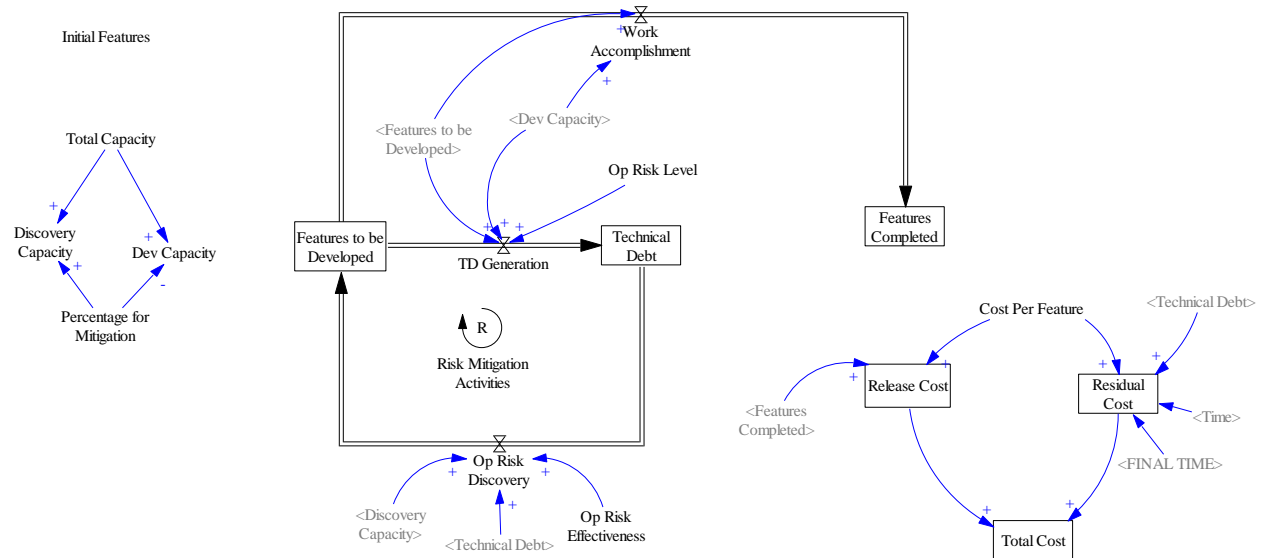 Initial Features
Work
Accomplishment
+
+
<Features to be
Developed>
<Dev Capacity>
Total Capacity
Op Risk Level
+
+
Discovery
Capacity
Dev Capacity
+
-
Percentage for
Mitigation
Features to be
Developed
+
+
+
TD Generation
Technical
Debt
Features
Completed
R
Risk Mitigation
Activities
Op Risk
Discovery
+
+
+
<Discovery
Capacity>
<Technical Debt>
Op Risk
Effectiveness
Cost Per Feature
<Technical Debt>
+
+
+
+
Release Cost
Residual
Cost
<Features
Completed>
<Time>
<FINAL TIME>
+
+
Total Cost